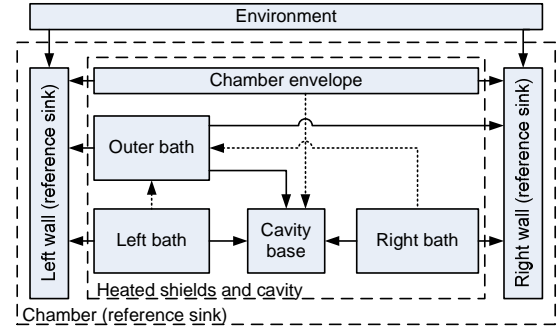 Environment
Chamber envelope
Left wall (reference sink)
Outer bath
Right wall (reference sink)
Left bath
Cavity
base
Right bath
Heated shields and cavity
Chamber (reference sink)